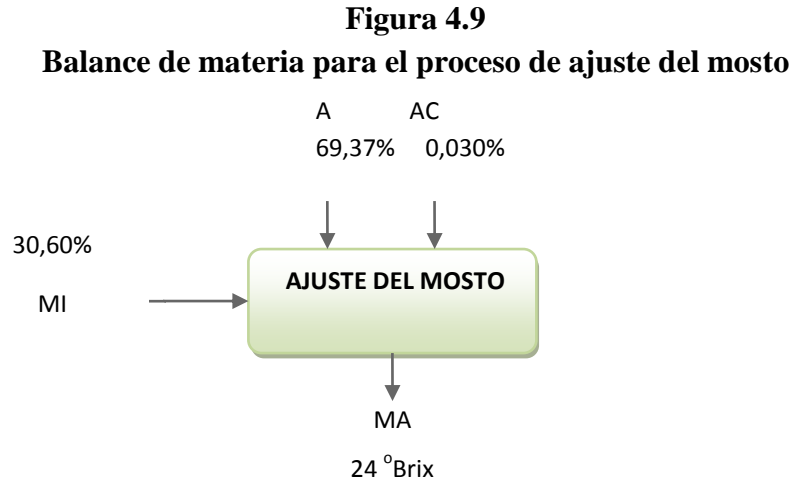 Figura 4.9
Balance de materia para el proceso de ajuste del mosto
A AC
69,37% 0,030%
30,60%
AJUSTE DEL MOSTO
MI
MA
24 °Brix